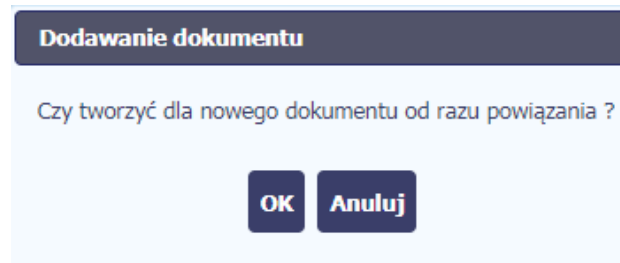 Dodawanie dokumentu
Czy tworzyć dla nowego dokumentu od razu powiązania ?
OK Anuluj